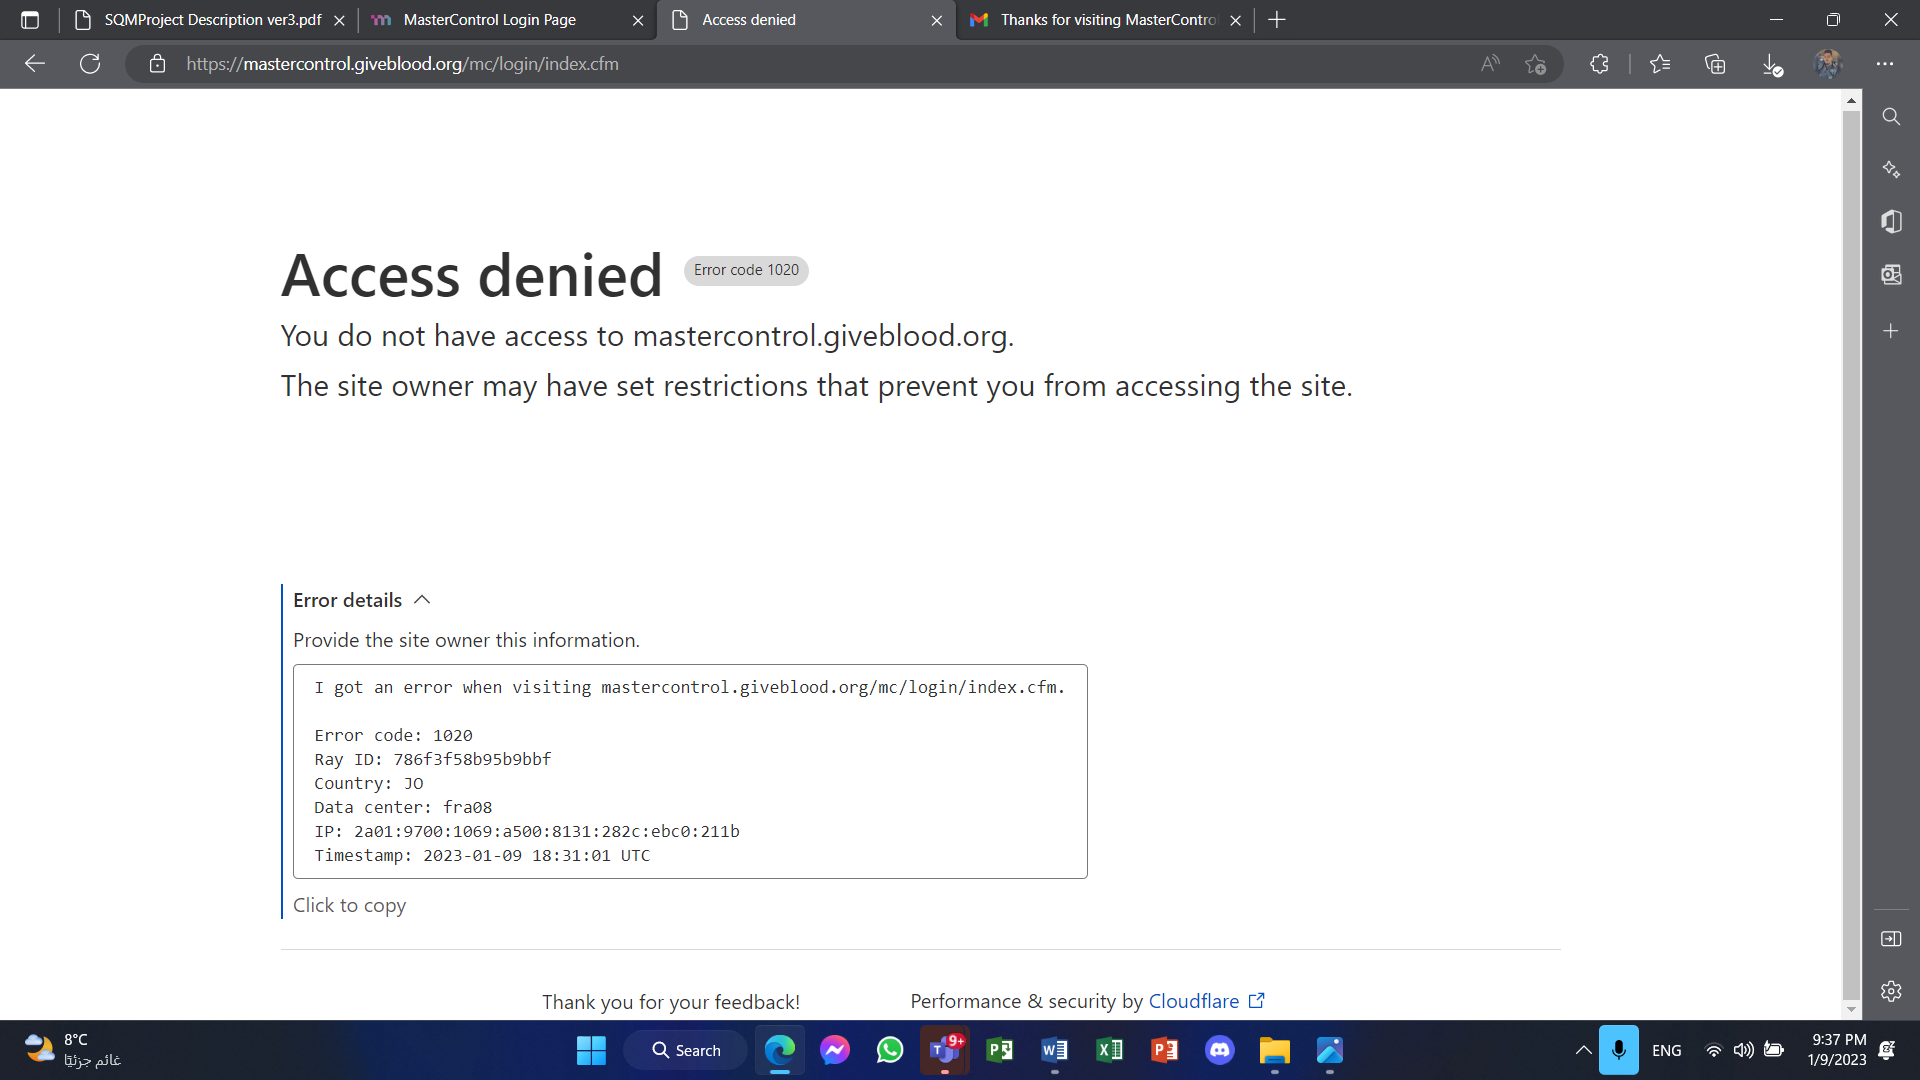 SQMProject Description ver3.pdf
MasterControl Login Page
Access denied
Thanks for visiting MasterContro
https://mastercontrol.giveblood.org/mc/login/index.cfm
Access denied
Error code 1020
You do not have access to mastercontrol.giveblood.org.
The site owner may have set restrictions that prevent you from accessing the site.
Error details
Provide the site owner this information.
I got an error when visiting mastercontrol.giveblood.org/mc/login/index.cfm.
Error code: 1020
Ray ID: 786f3f58b95b9bbf
Country: JO
Data center: fra08
IP: 2a01:9700:1069:a500:8131:282c:ebc0:211b
Timestamp: 2023-01-09 18:31:01 UTC
Click to copy
Thank you for your feedback!
Performance & security by Cloudflare
8°C
غائم جزئيًا
Search
9+
ENG
9:37 PM
1/9/2023